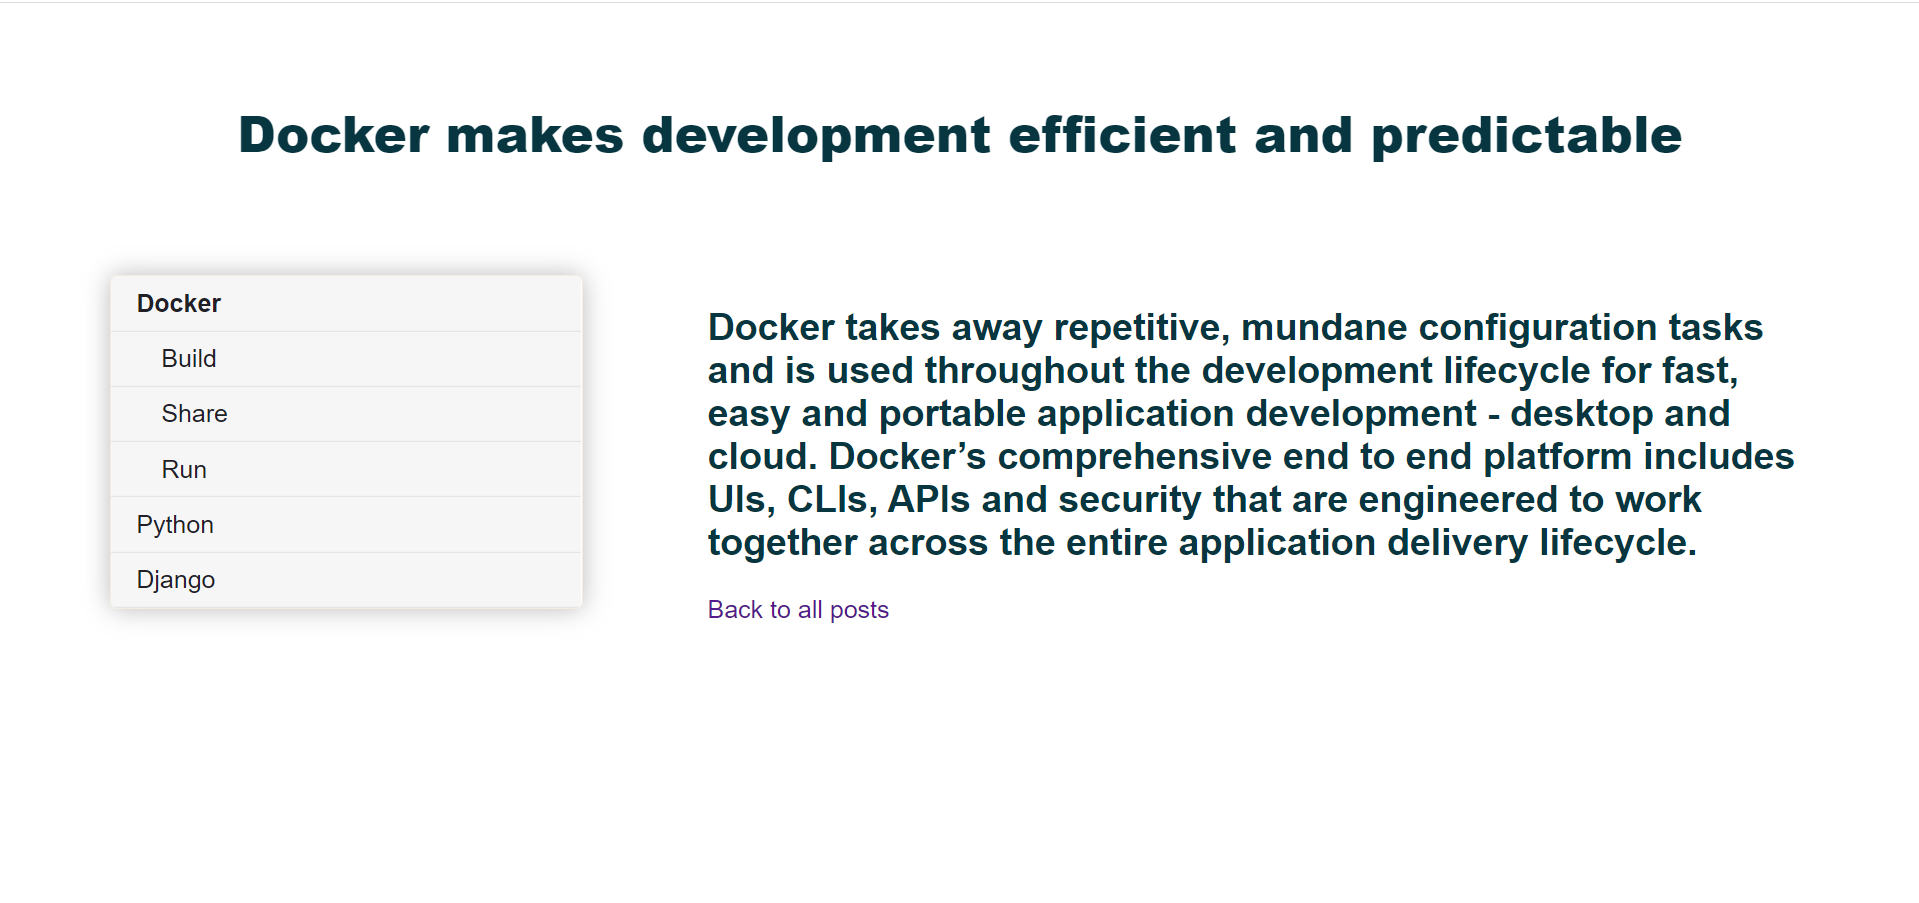 Docker makes development efficient and predictable
Docker
Build
Share
Run
Python
Django
Docker takes away repetitive, mundane configuration tasks
and is used throughout the development lifecycle for fast,
easy and portable application development - desktop and
cloud. Docker’s comprehensive end to end platform includes
UIs, CLIs, APIs and security that are engineered to work
together across the entire application delivery lifecycle.
Back to all posts